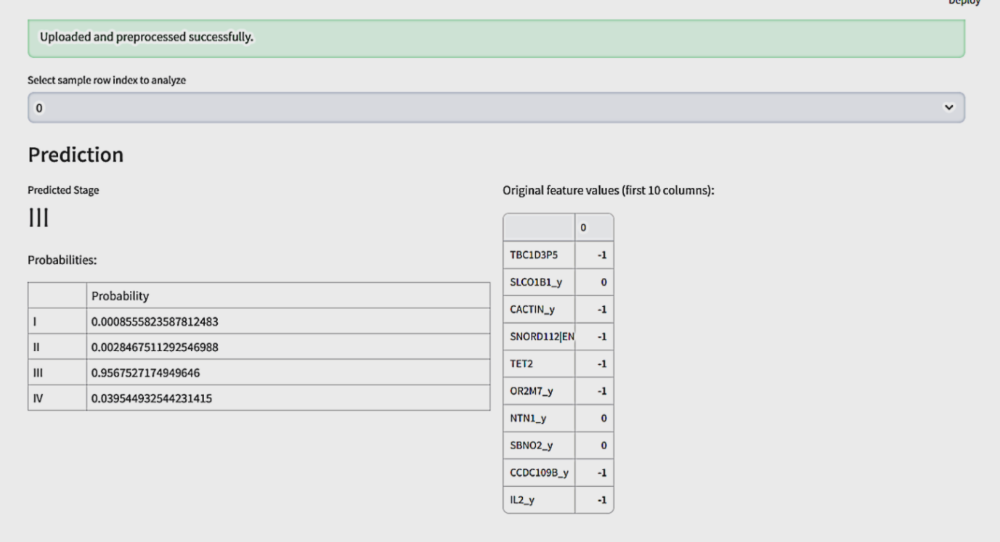 Deploy
Uploaded and preprocessed successfully.
Select sample row index to analyze
0
Prediction
Predicted Stage
III
Probabilities:
Probability
I 0.0008555823587812483
II 0.0028467511292546988
III 0.9567527174949646
IV 0.039544932544231415
Original feature values (first 10 columns):
0
TBC1D3P5 -1
SLCO1B1_y 0
CACTIN_y -1
SNORD112|EN -1
TET2 -1
OR2M7_y -1
NTN1_y 0
SBNO2_y 0
CCDC109B_y -1
IL2_y -1